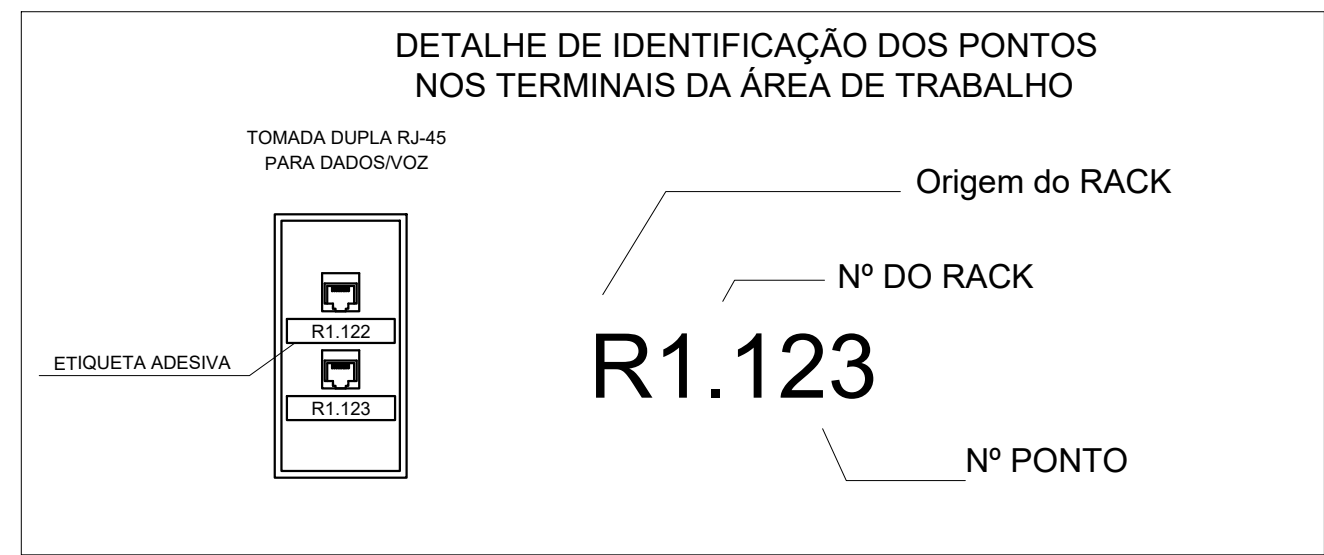 DETALHE DE IDENTIFICAÇÃO DOS PONTOS
NOS TERMINAIS DA ÁREA DE TRABALHO
TOMADA DUPLA RJ-45
PARA DADOS/VOZ
R1.122
ETIQUETA ADESIVA
R1.123
Origem do RACK
Nº DO RACK
R1.123
Nº PONTO